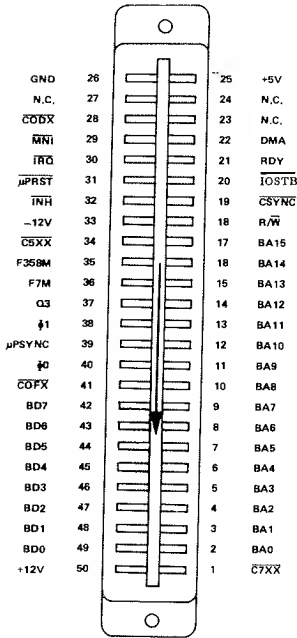 GND 26 25 +5V
N.C. 27 24 N.C.
CODX 28 23 N.C.
MNI 29 22 DMA
IRQ 30 21 RDY
µPRST 31 20 IOSTB
INH 32 19 CSYNC
-12V 33 18 R/W
C5XX 34 17 BA15
F358M 35 18 BA14
F7M 36 15 BA13
Q3 37 14 BA12
ϕ1 38 13 BA11
µPSYNC 39 12 BA10
ϕ0 40 11 BA9
COFX 41 10 BA8
BD7 42 9 BA7
BD6 43 8 BA6
BD5 44 7 BA5
BD4 45 6 BA4
BD3 46 5 BA3
BD2 47 4 BA2
BD1 48 3 BA1
BD0 49 2 BA0
+12V 50 1 C7XX